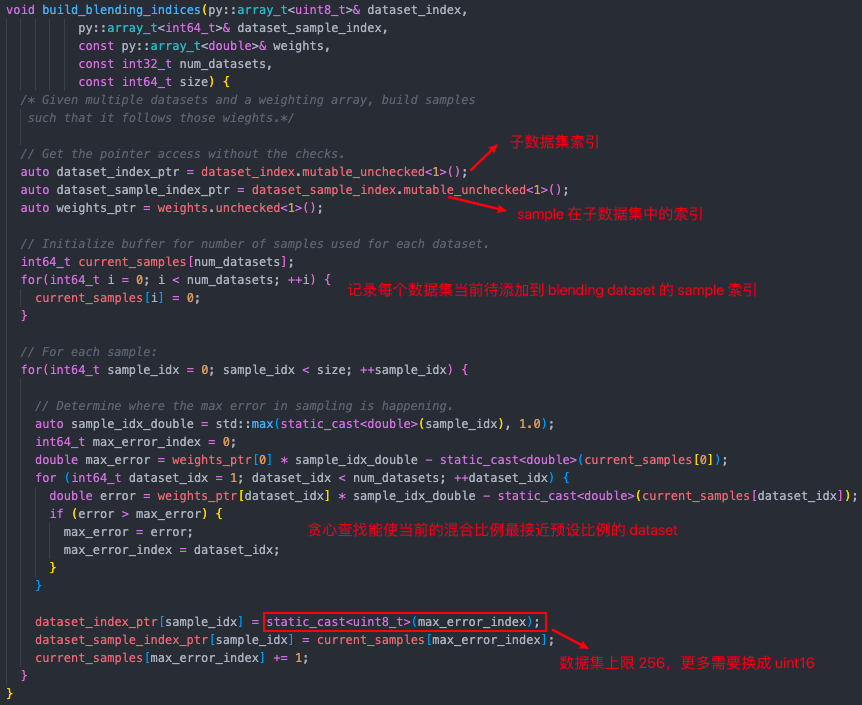 void build_blending_indices(py::array_t<uint8_t>& dataset_index,
py::array_t<int64_t>& dataset_sample_index,
const py::array_t<double>& weights,
const int32_t num_datasets,
const int64_t size) {
/* Given multiple datasets and a weighting array, build samples
such that it follows those wieghts.*/
子数据集索引
// Get the pointer access without the checks.
auto dataset_index_ptr = dataset_index.mutable_unchecked<1>();
auto dataset_sample_index_ptr = dataset_sample_index.mutable_unchecked<1>();
auto weights_ptr = weights.unchecked<1>();
sample 在子数据集中的索引
// Initialize buffer for number of samples used for each dataset.
int64_t current_samples[num_datasets];
for(int64_t i = 0; i < num_datasets; ++i) {
记录每个数据集当前待添加到 blending dataset 的 sample 索引
current_samples[i] = 0;
}
// For each sample:
for(int64_t sample_idx = 0; sample_idx < size; ++sample_idx) {
// Determine where the max error in sampling is happening.
auto sample_idx_double = std::max(static_cast<double>(sample_idx), 1.0);
int64_t max_error_index = 0;
double max_error = weights_ptr[0] * sample_idx_double - static_cast<double>(current_samples[0]);
for (int64_t dataset_idx = 1; dataset_idx < num_datasets; ++dataset_idx) {
double error = weights_ptr[dataset_idx] * sample_idx_double - static_cast<double>(current_samples[dataset_idx]);
if (error > max_error) {
贪心查找能使当前的混合比例最接近预设比例的 dataset
max_error = error;
max_error_index = dataset_idx;
}
}
dataset_index_ptr[sample_idx] = static_cast<uint8_t>(max_error_index);
dataset_sample_index_ptr[sample_idx] = current_samples[max_error_index];
current_samples[max_error_index] += 1;
数据集上限 256，更多需要换成 uint16
}
}